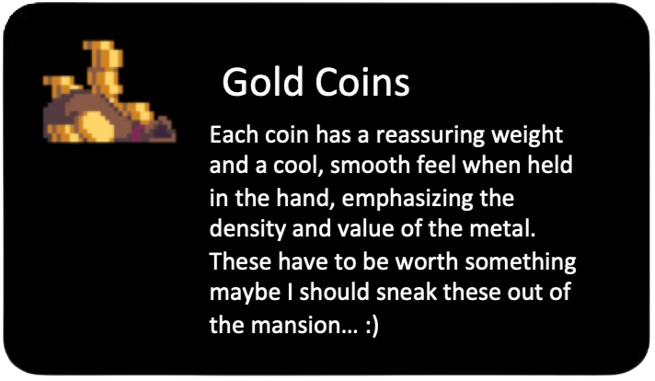 Gold Coins
Each coin has a reassuring weight
and a cool, smooth feel when held
in the hand, emphasizing the
density and value of the metal.
These have to be worth something
maybe I should sneak these out of
the mansion... :)